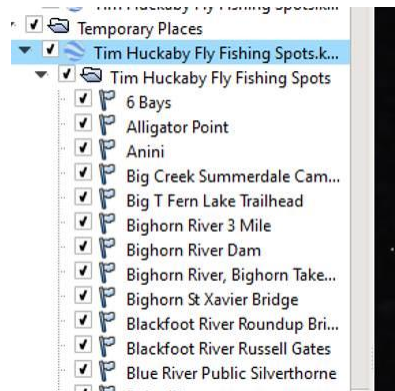 Temporary Places
Tim Huckaby Fly Fishing Spots.k...
Tim Huckaby Fly Fishing Spots
6 Bays
Alligator Point
Anini
Big Creek Summerdale Cam...
Big T Fern Lake Trailhead
Bighorn River 3 Mile
Bighorn River Dam
Bighorn River, Bighorn Take...
Bighorn St Xavier Bridge
Blackfoot River Roundup Bri...
Blackfoot River Russell Gates
Blue River Public Silverthorne